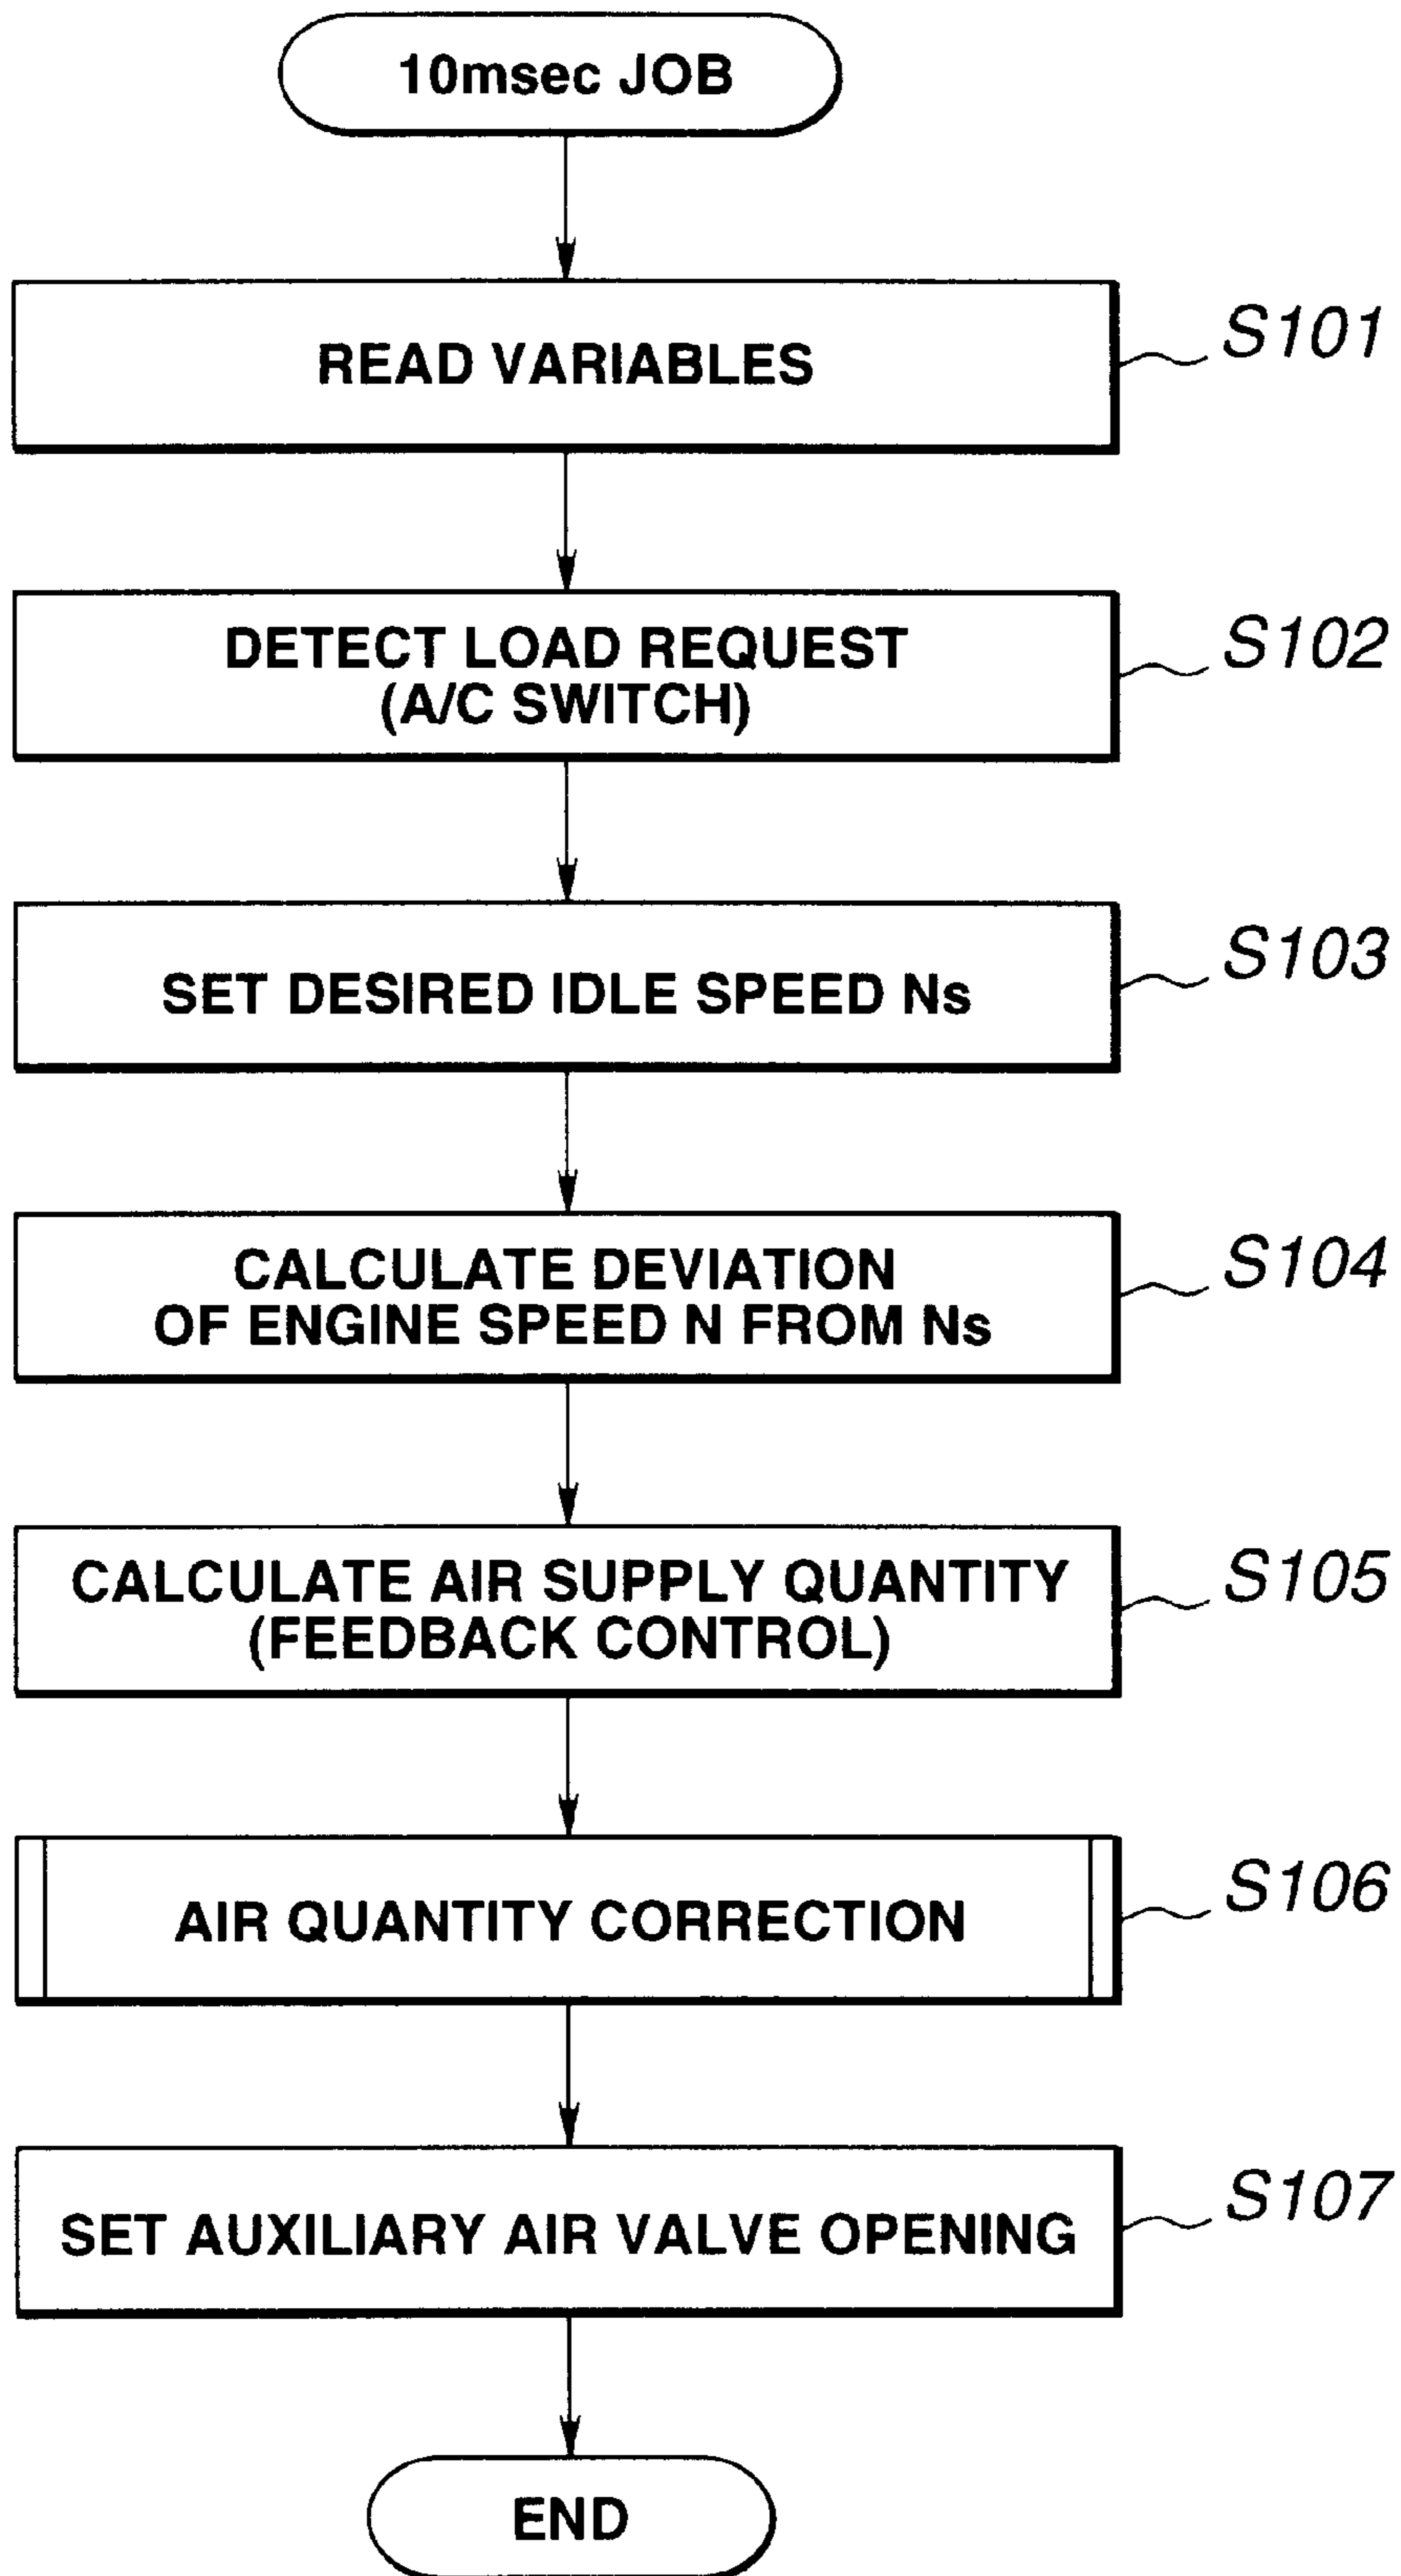 10msec JOB
READ VARIABLES
S101
DETECT LOAD REQUEST
(A/C SWITCH)
S102
SET DESIRED IDLE SPEED Ns
S103
CALCULATE DEVIATION
OF ENGINE SPEED N FROM Ns
S104
CALCULATE AIR SUPPLY QUANTITY
(FEEDBACK CONTROL)
S105
AIR QUANTITY CORRECTION
S106
SET AUXILIARY AIR VALVE OPENING
S107
END